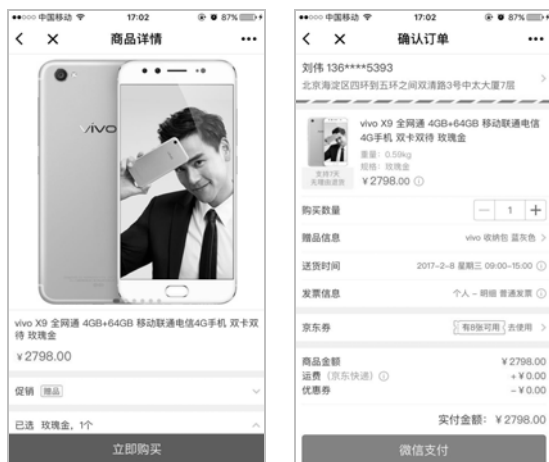 中国移动 17:02 87%
商品详情
vivo
vivo X9 全网通 4GB+64GB 移动联通电信4G手机 双卡双
待 玫瑰金
¥2798.00
促销 赠品
已选 玫瑰金，1个
立即购买
中国移动 17:02 87%
确认订单
刘伟 136****5393
北京海淀区四环到五环之间双清路3号中太大厦7层
vivo X9 全网通 4GB+64GB 移动联通电信
4G手机 双卡双待 玫瑰金
重量：0.59kg
规格：玫瑰金
支持7天
无理由退货
¥2798.00
购买数量 — 1 +
赠品信息 vivo 收纳包 蓝灰色
送货时间 2017-2-8 星期三 09:00-15:00
发票信息 个人 - 明细 普通发票
京东券 有8张可用 去使用
商品金额 ¥2798.00
运费（京东快递） +¥0.00
优惠券 -¥0.00
实付金额：¥2798.00
微信支付